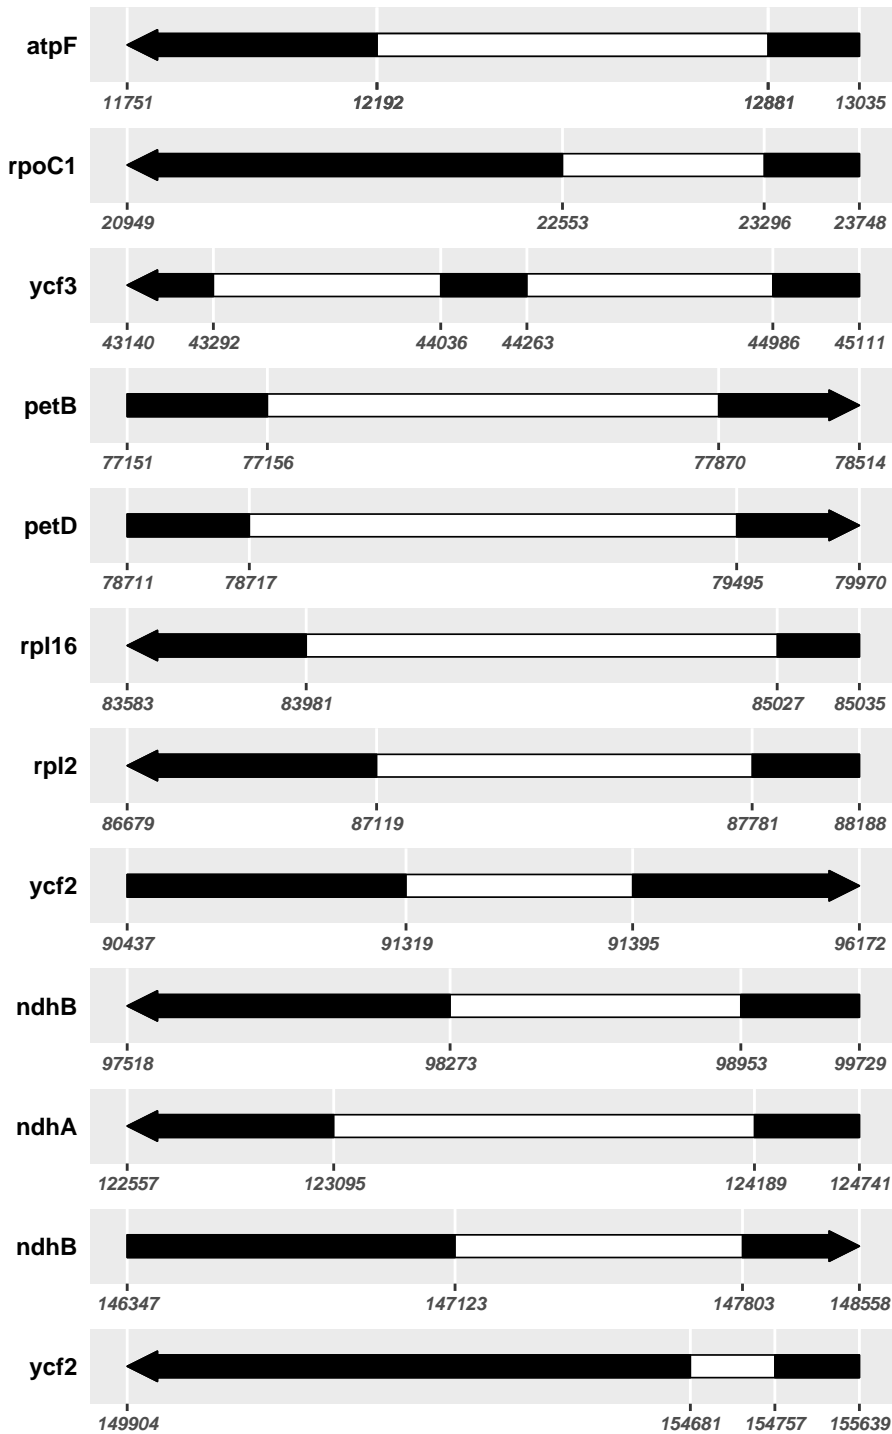 atpF
11751 12192 12881 13035
rpoC1
20949 22553 23296 23748
ycf3
43140 43292 44036 44263 44986 45111
petB
77151 77156 77870 78514
petD
78711 78717 79495 79970
rpl16
83583 83981 85027 85035
rpl2
86679 87119 87781 88188
ycf2
90437 91319 91395 96172
ndhB
97518 98273 98953 99729
ndhA
122557 123095 124189 124741
ndhB
146347 147123 147803 148558
ycf2
149904 154681 154757 155639